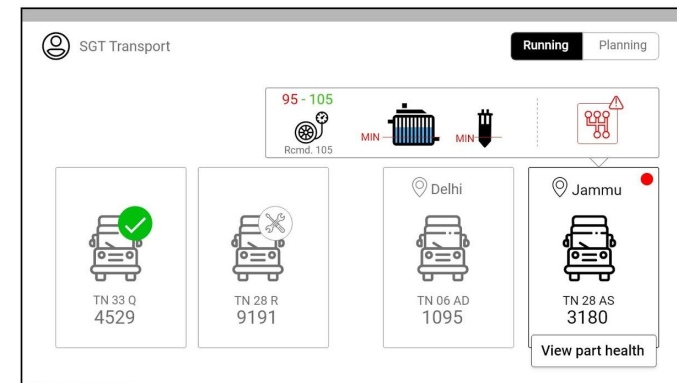 SGT Transport
Running
Planning
95 - 105
Rcmd. 105
MIN
MIN
Delhi
Jammu
TN 33 Q
4529
TN 28 R
9191
TN 06 AD
1095
TN 28 AS
3180
View part health